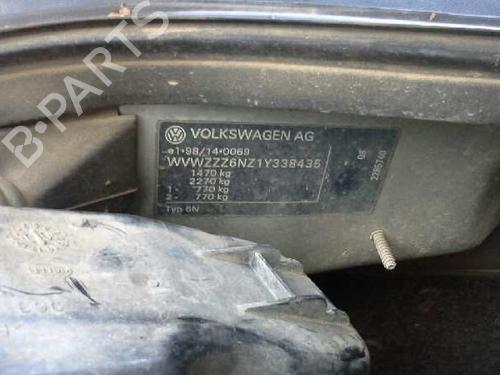 B-PARTS
VOLKSWAGEN AG
e1*98/14*0069
WVWZZZ6NZ1Y338435
1470 kg
2270 kg
1- 770 kg
2- 770 kg
Typ 6N
06